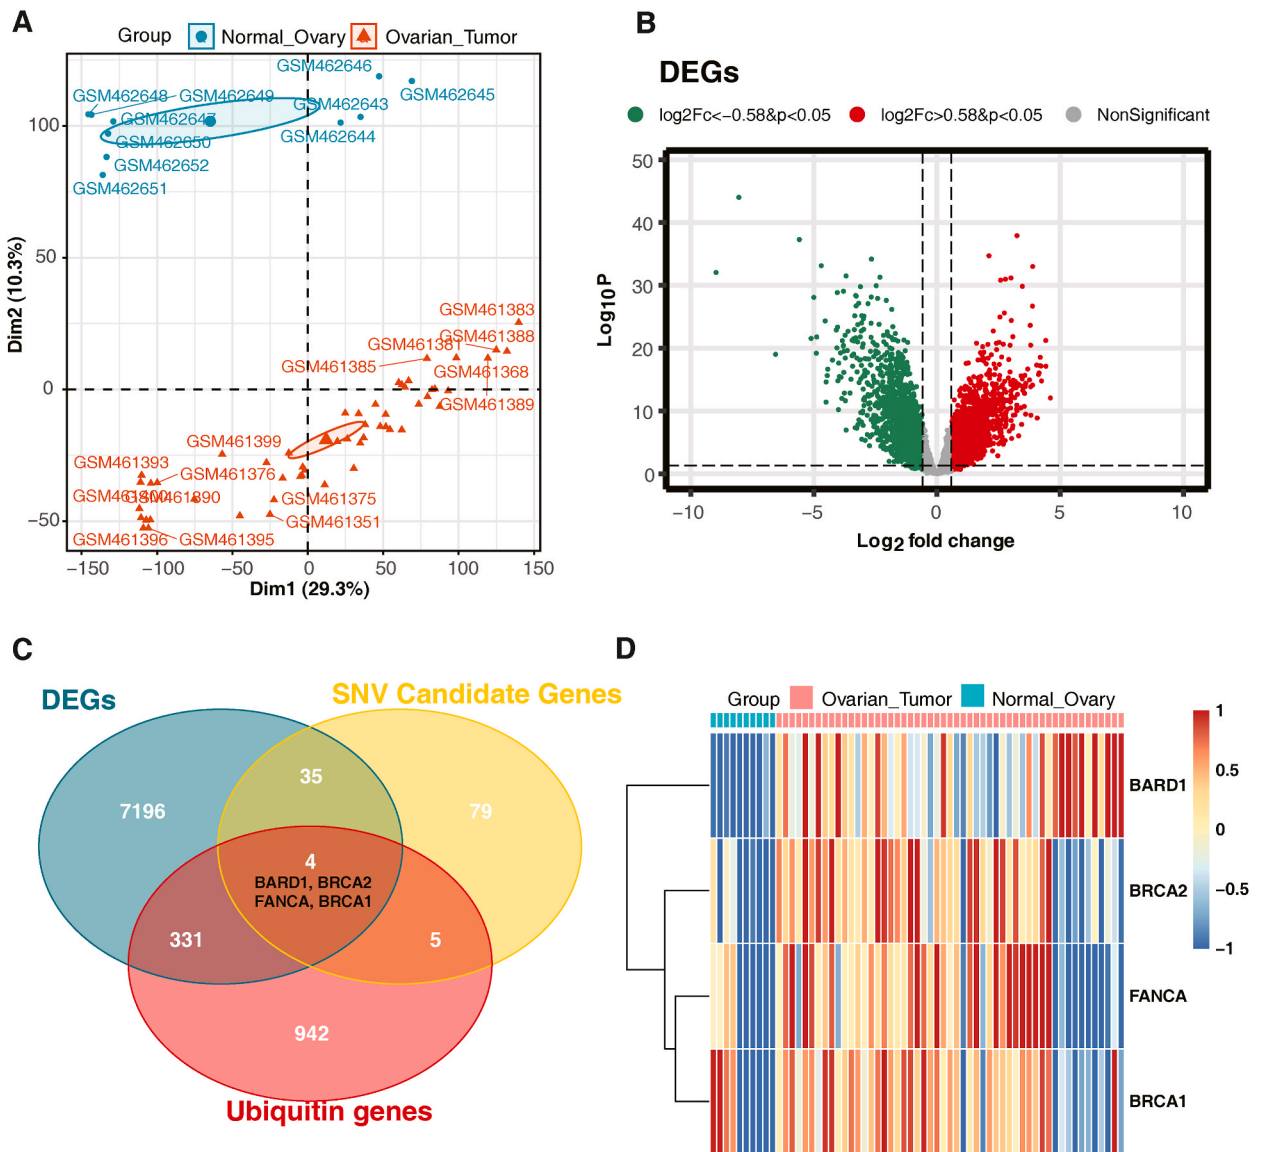 A
Group Normal_Ovary Ovarian_Tumor
GSM462646
GSM462645
GSM462648 GSM462649
GSM462643
GSM462647
GSM462644
GSM462650
GSM462652
GSM462651
GSM461383
GSM461388
GSM461381
GSM461385
GSM461368
GSM461389
GSM461399
GSM461393
GSM461376
GSM461390
GSM461375
GSM461351
GSM461396 GSM461395
100
50
0
−50
−150 −100 −50 0 50 100 150
Dim1 (29.3%)
Dim2 (10.3%)
B
DEGs
log2Fc<−0.58&p<0.05 log2Fc>0.58&p<0.05 NonSignificant
50
40
30
20
10
0
−10 −5 0 5 10
Log2 fold change
Log10P
C
DEGs
SNV Candidate Genes
35
7196
79
4
BARD1, BRCA2
FANCA, BRCA1
331
5
942
Ubiquitin genes
D
Group Ovarian_Tumor Normal_Ovary
BARD1
BRCA2
FANCA
BRCA1
1
0.5
0
−0.5
−1